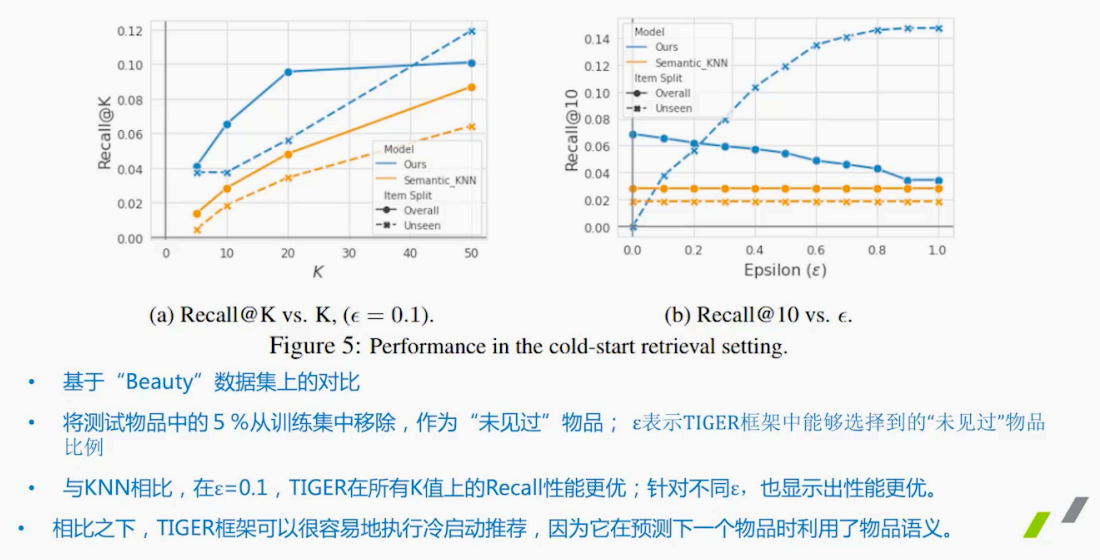 0.12
0.10
0.08
0.06
0.04
0.02
0.00
Recall@K
0
10
20
30
40
50
K
Model
Ours
Semantic_KNN
Item Split
Overall
Unseen
0.14
0.12
0.10
0.08
0.06
0.04
0.02
0.00
Recall@10
0.0
0.2
0.4
0.6
0.8
1.0
Epsilon (ε)
Model
Ours
Semantic_KNN
Item Split
Overall
Unseen
(a) Recall@K vs. K, (ϵ = 0.1).
(b) Recall@10 vs. ϵ.
Figure 5: Performance in the cold-start retrieval setting.
• 基于“Beauty”数据集上的对比
• 将测试物品中的5 %从训练集中移除，作为“未见过”物品； ε表示TIGER框架中能够选择到的“未见过”物品
比例
• 与KNN相比，在ε=0.1，TIGER在所有K值上的Recall性能更优；针对不同ε，也显示出性能更优。
• 相比之下，TIGER框架可以很容易地执行冷启动推荐，因为它在预测下一个物品时利用了物品语义。